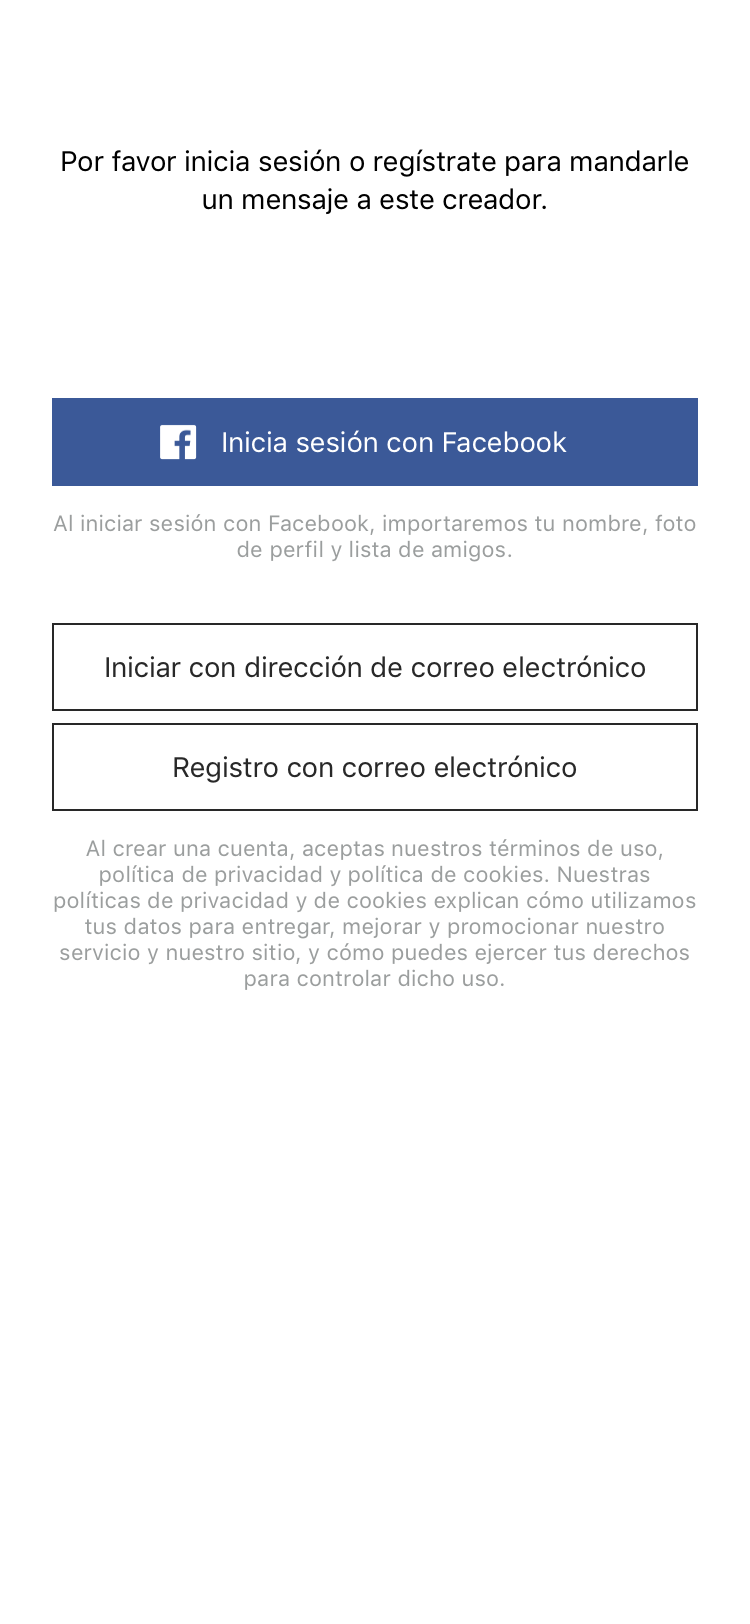 Por favor inicia sesión o regístrate para mandarle
un mensaje a este creador.
Inicia sesión con Facebook
Al iniciar sesión con Facebook, importaremos tu nombre, foto
de perfil y lista de amigos.
Iniciar con dirección de correo electrónico
Registro con correo electrónico
Al crear una cuenta, aceptas nuestros términos de uso,
política de privacidad y política de cookies. Nuestras
políticas de privacidad y de cookies explican cómo utilizamos
tus datos para entregar, mejorar y promocionar nuestro
servicio y nuestro sitio, y cómo puedes ejercer tus derechos
para controlar dicho uso.